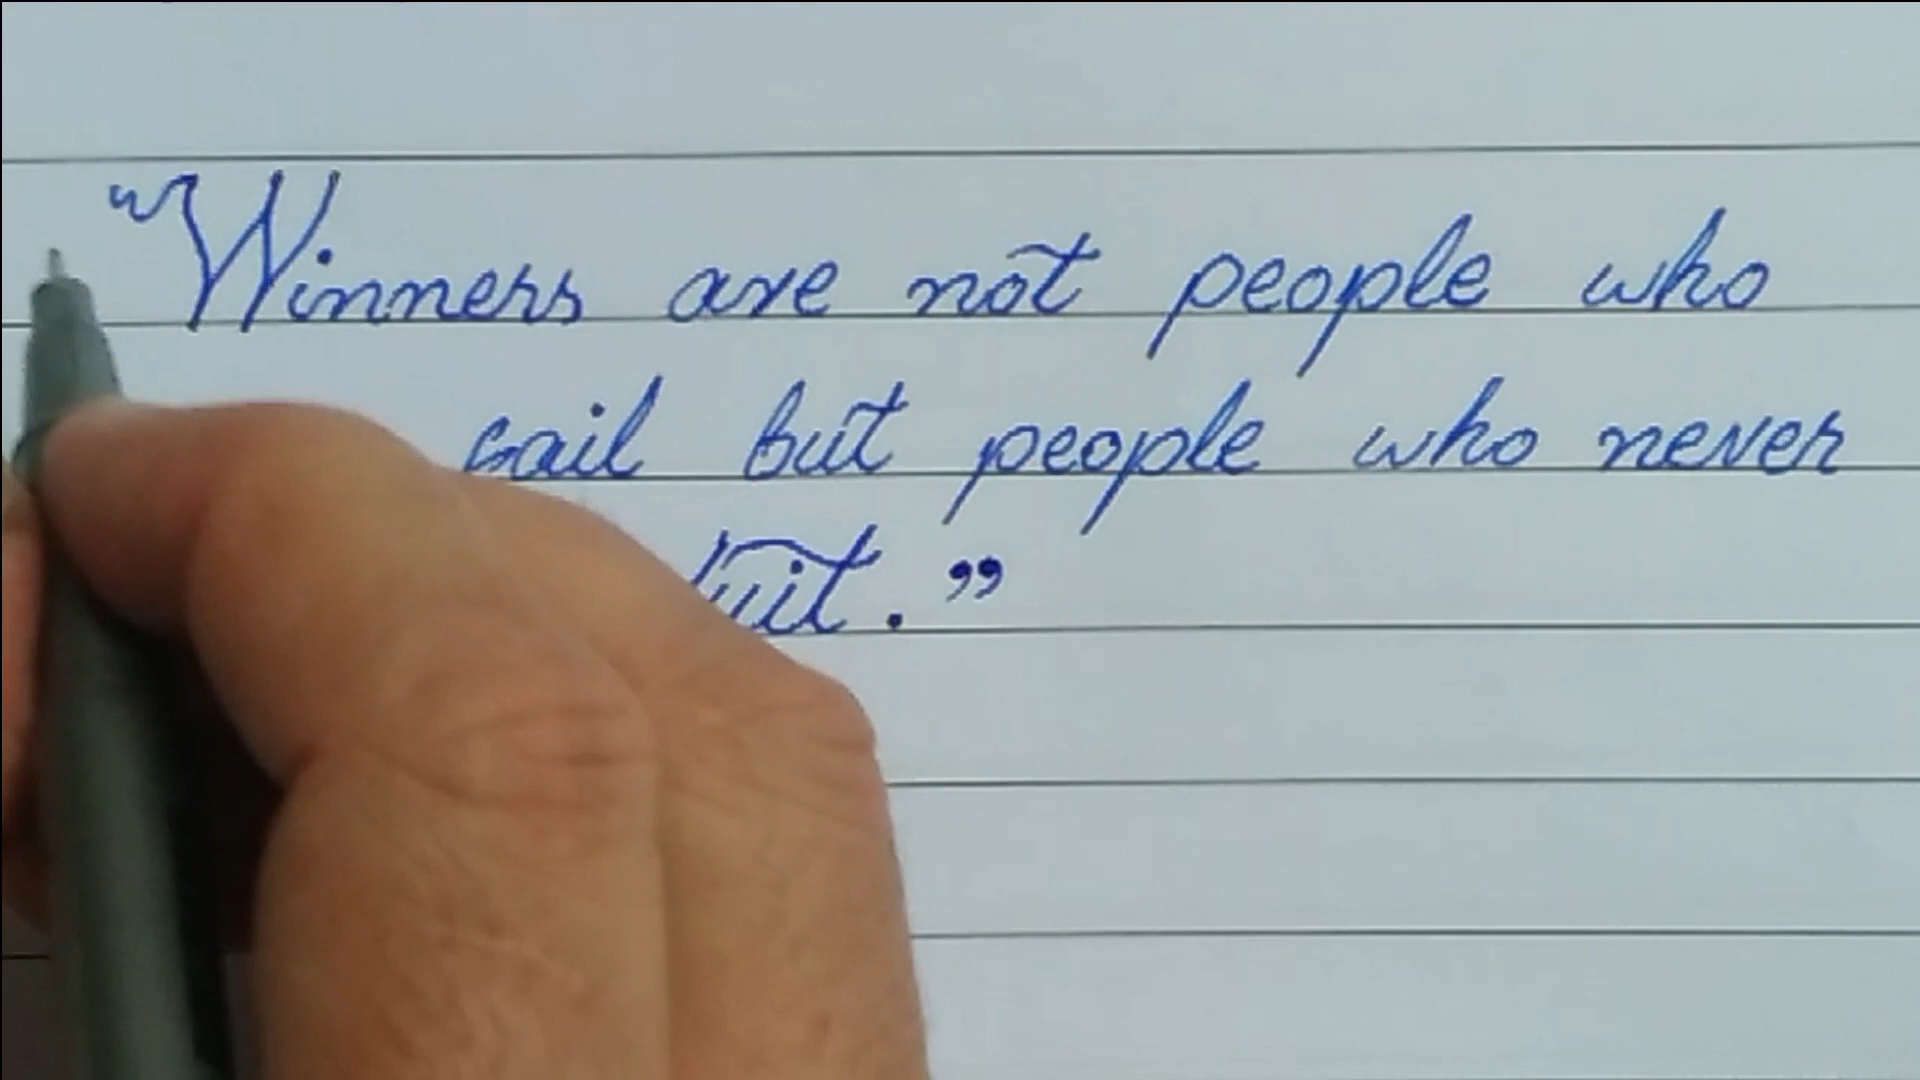 "Winners are not people who
fail but people who never
quit."